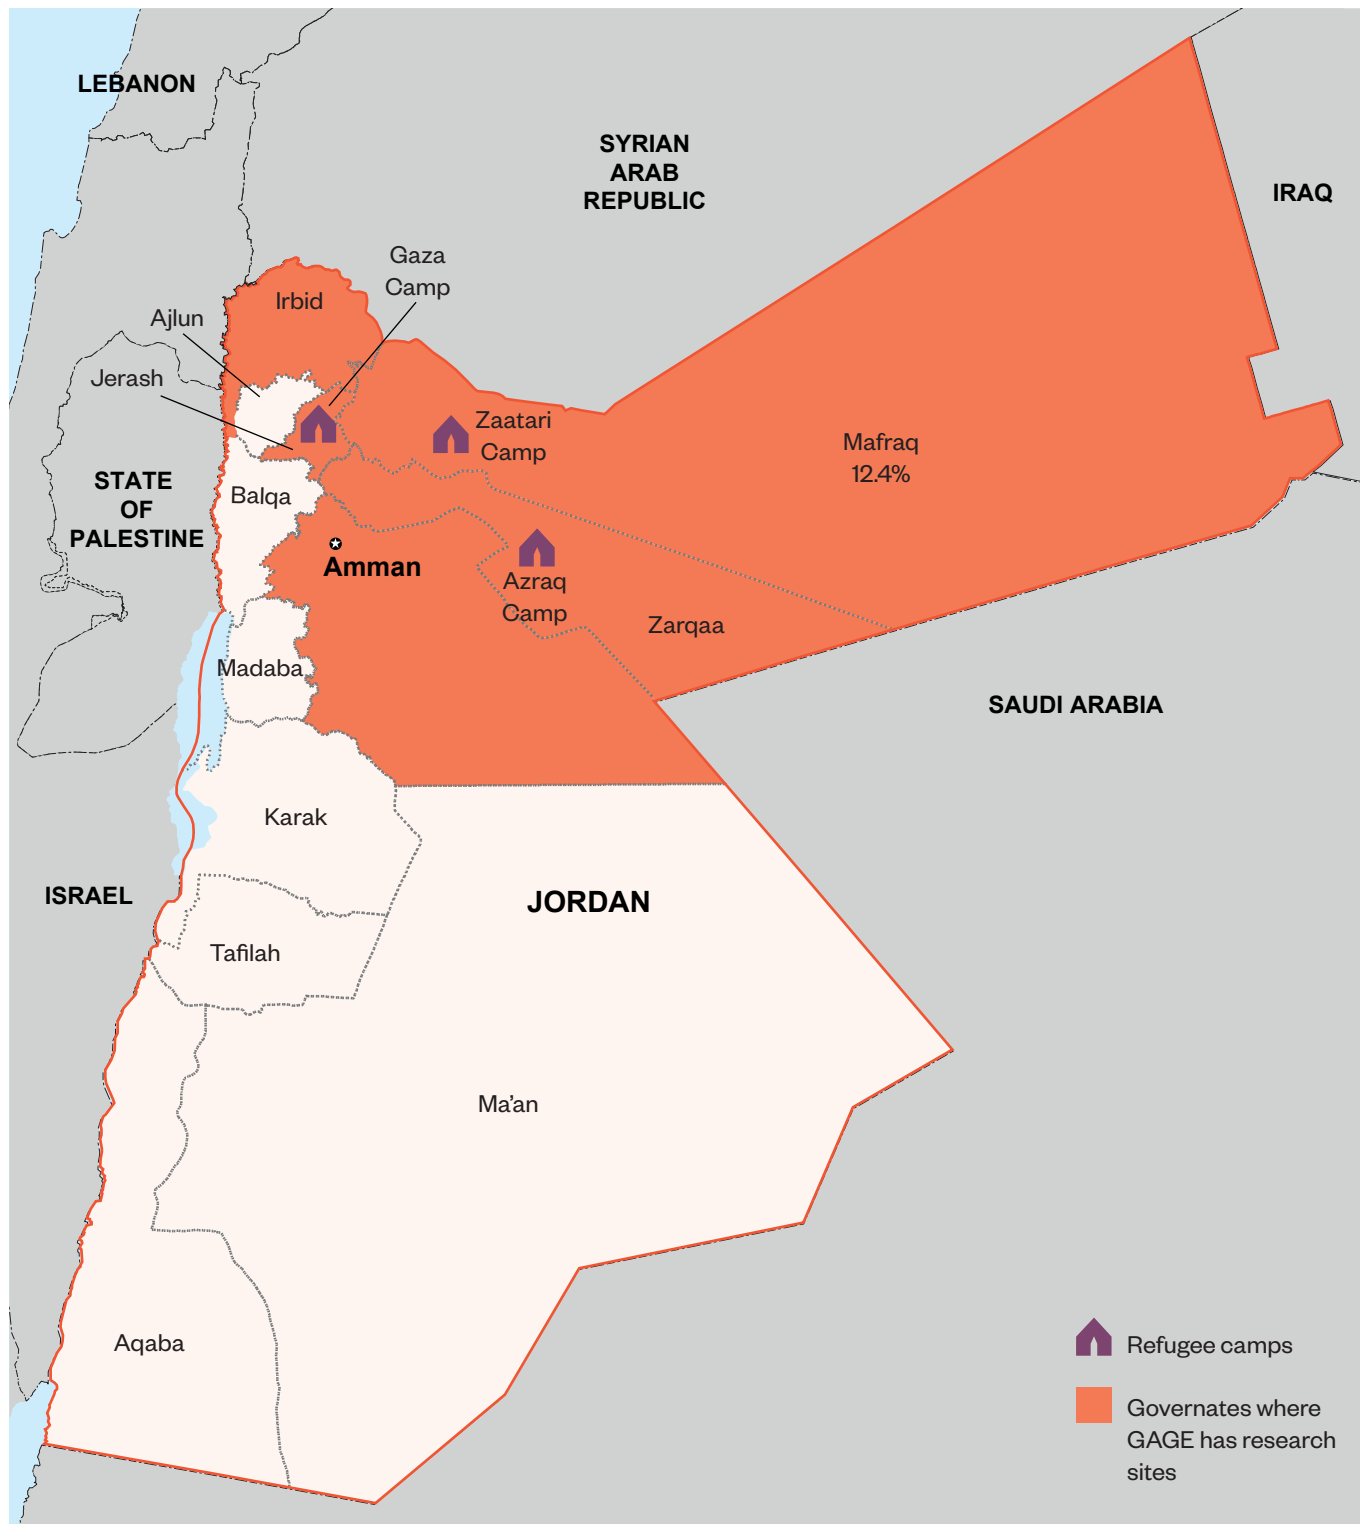 LEBANON
SYRIAN
ARAB
REPUBLIC
IRAQ
Gaza
Camp
Irbid
Ajlun
Jerash
Zaatari
Camp
Mafraq
12.4%
STATE
OF
PALESTINE
Balqa
Amman
Azraq
Camp
Zarqaa
Madaba
SAUDI ARABIA
Karak
ISRAEL
JORDAN
Tafilah
Ma’an
Aqaba
Refugee camps
Governates where
GAGE has research
sites